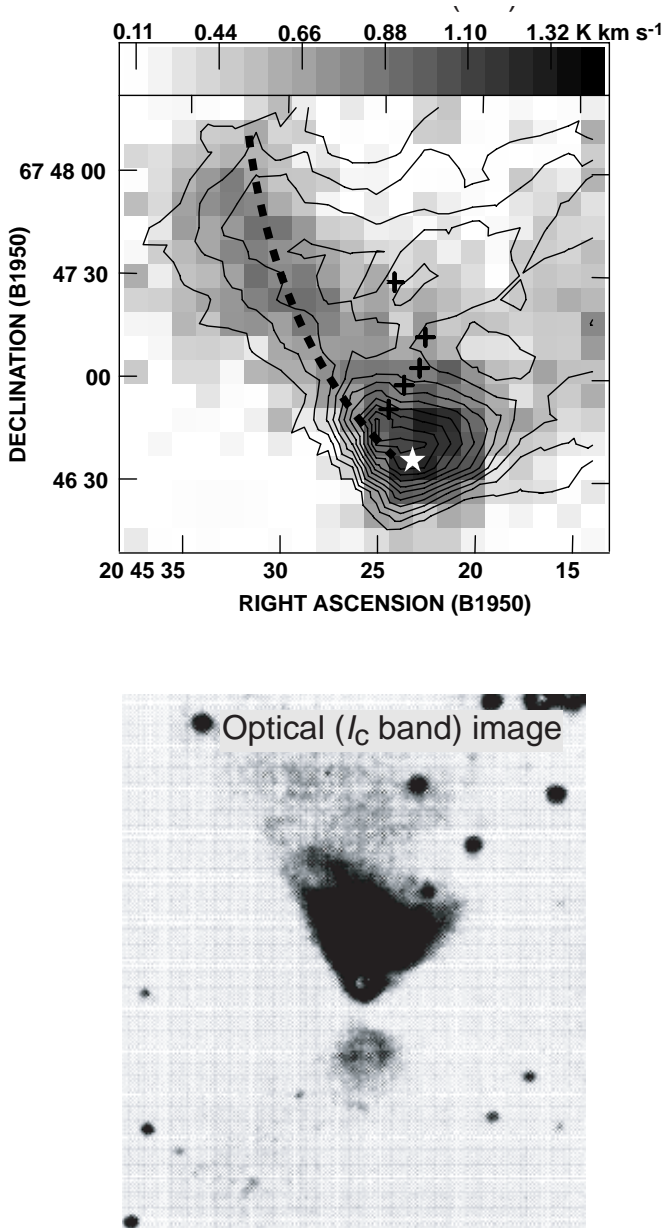 0.11 0.44 0.66 0.88 1.10 1.32 K km s-1
67 48 00
47 30
00
46 30
DECLINATION (B1950)
20 45 35 30 25 20 15
RIGHT ASCENSION (B1950)
Optical (IC band) image